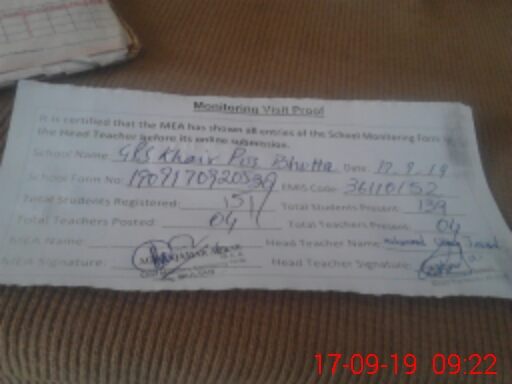 Monitoring Visit Proof
It is certified that the MEA has shown all entries of the School Monitoring Form to
the Head Teacher before its online submission.
School Name: GPS Khair Pur Bhutta Date: 17.9.19
School Form No: EMIS Code: 36110152
Total Students Registered: 151 Total Students Present: 139
Total Teachers Posted: 04 Total Teachers Present: 04
MEA Name: Head Teacher Name:
MEA Signature: Head Teacher Signature:
17-09-19 09:22